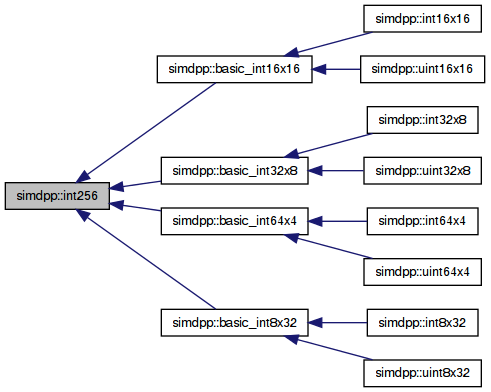 simdpp::int16x16
simdpp::basic_int16x16
simdpp::uint16x16
simdpp::int32x8
simdpp::basic_int32x8
simdpp::uint32x8
simdpp::int256
simdpp::basic_int64x4
simdpp::int64x4
simdpp::uint64x4
simdpp::basic_int8x32
simdpp::int8x32
simdpp::uint8x32